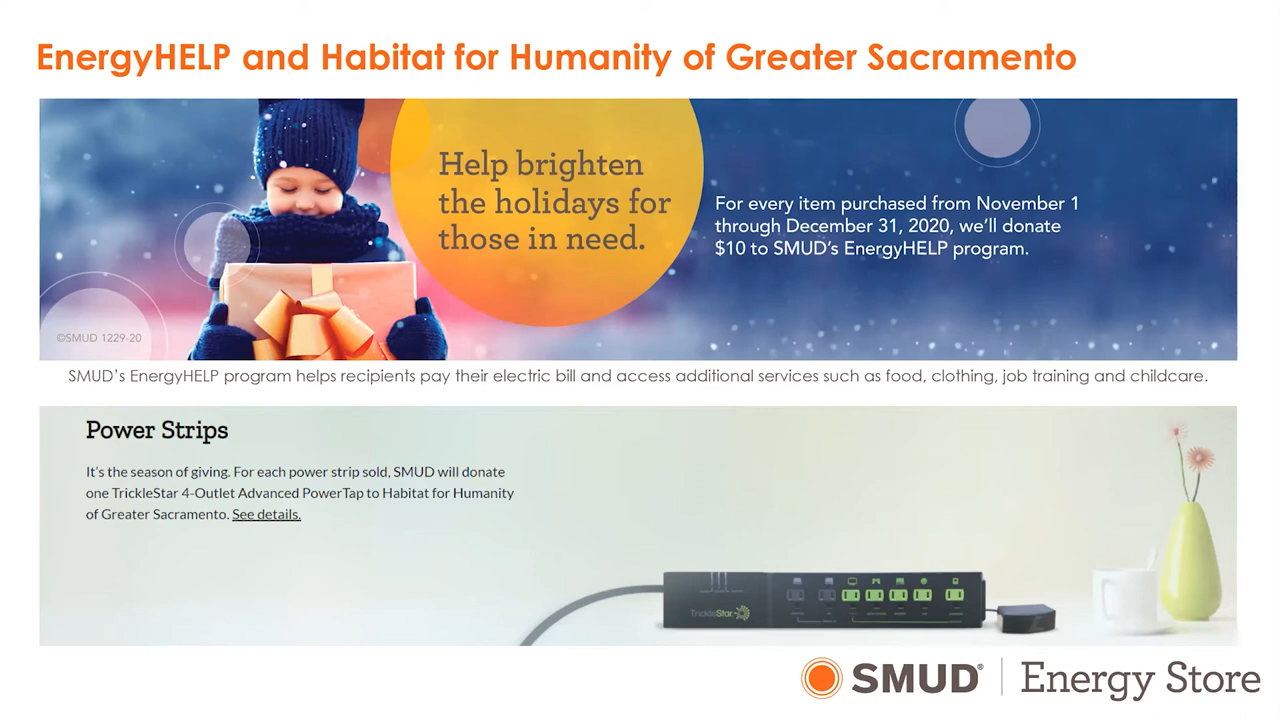 EnergyHELP and Habitat for Humanity of Greater Sacramento
Help brighten
the holidays for
those in need.
For every item purchased from November 1
through December 31, 2020, we'll donate
$10 to SMUD's EnergyHELP program.
©SMUD 1229-20
SMUD's EnergyHELP program helps recipients pay their electric bill and access additional services such as food, clothing, job training and childcare.
Power Strips
It's the season of giving. For each power strip sold, SMUD will donate
one TrickleStar 4-Outlet Advanced PowerTap to Habitat for Humanity
of Greater Sacramento. See details.
TrickleStar
SMUD® | Energy Store